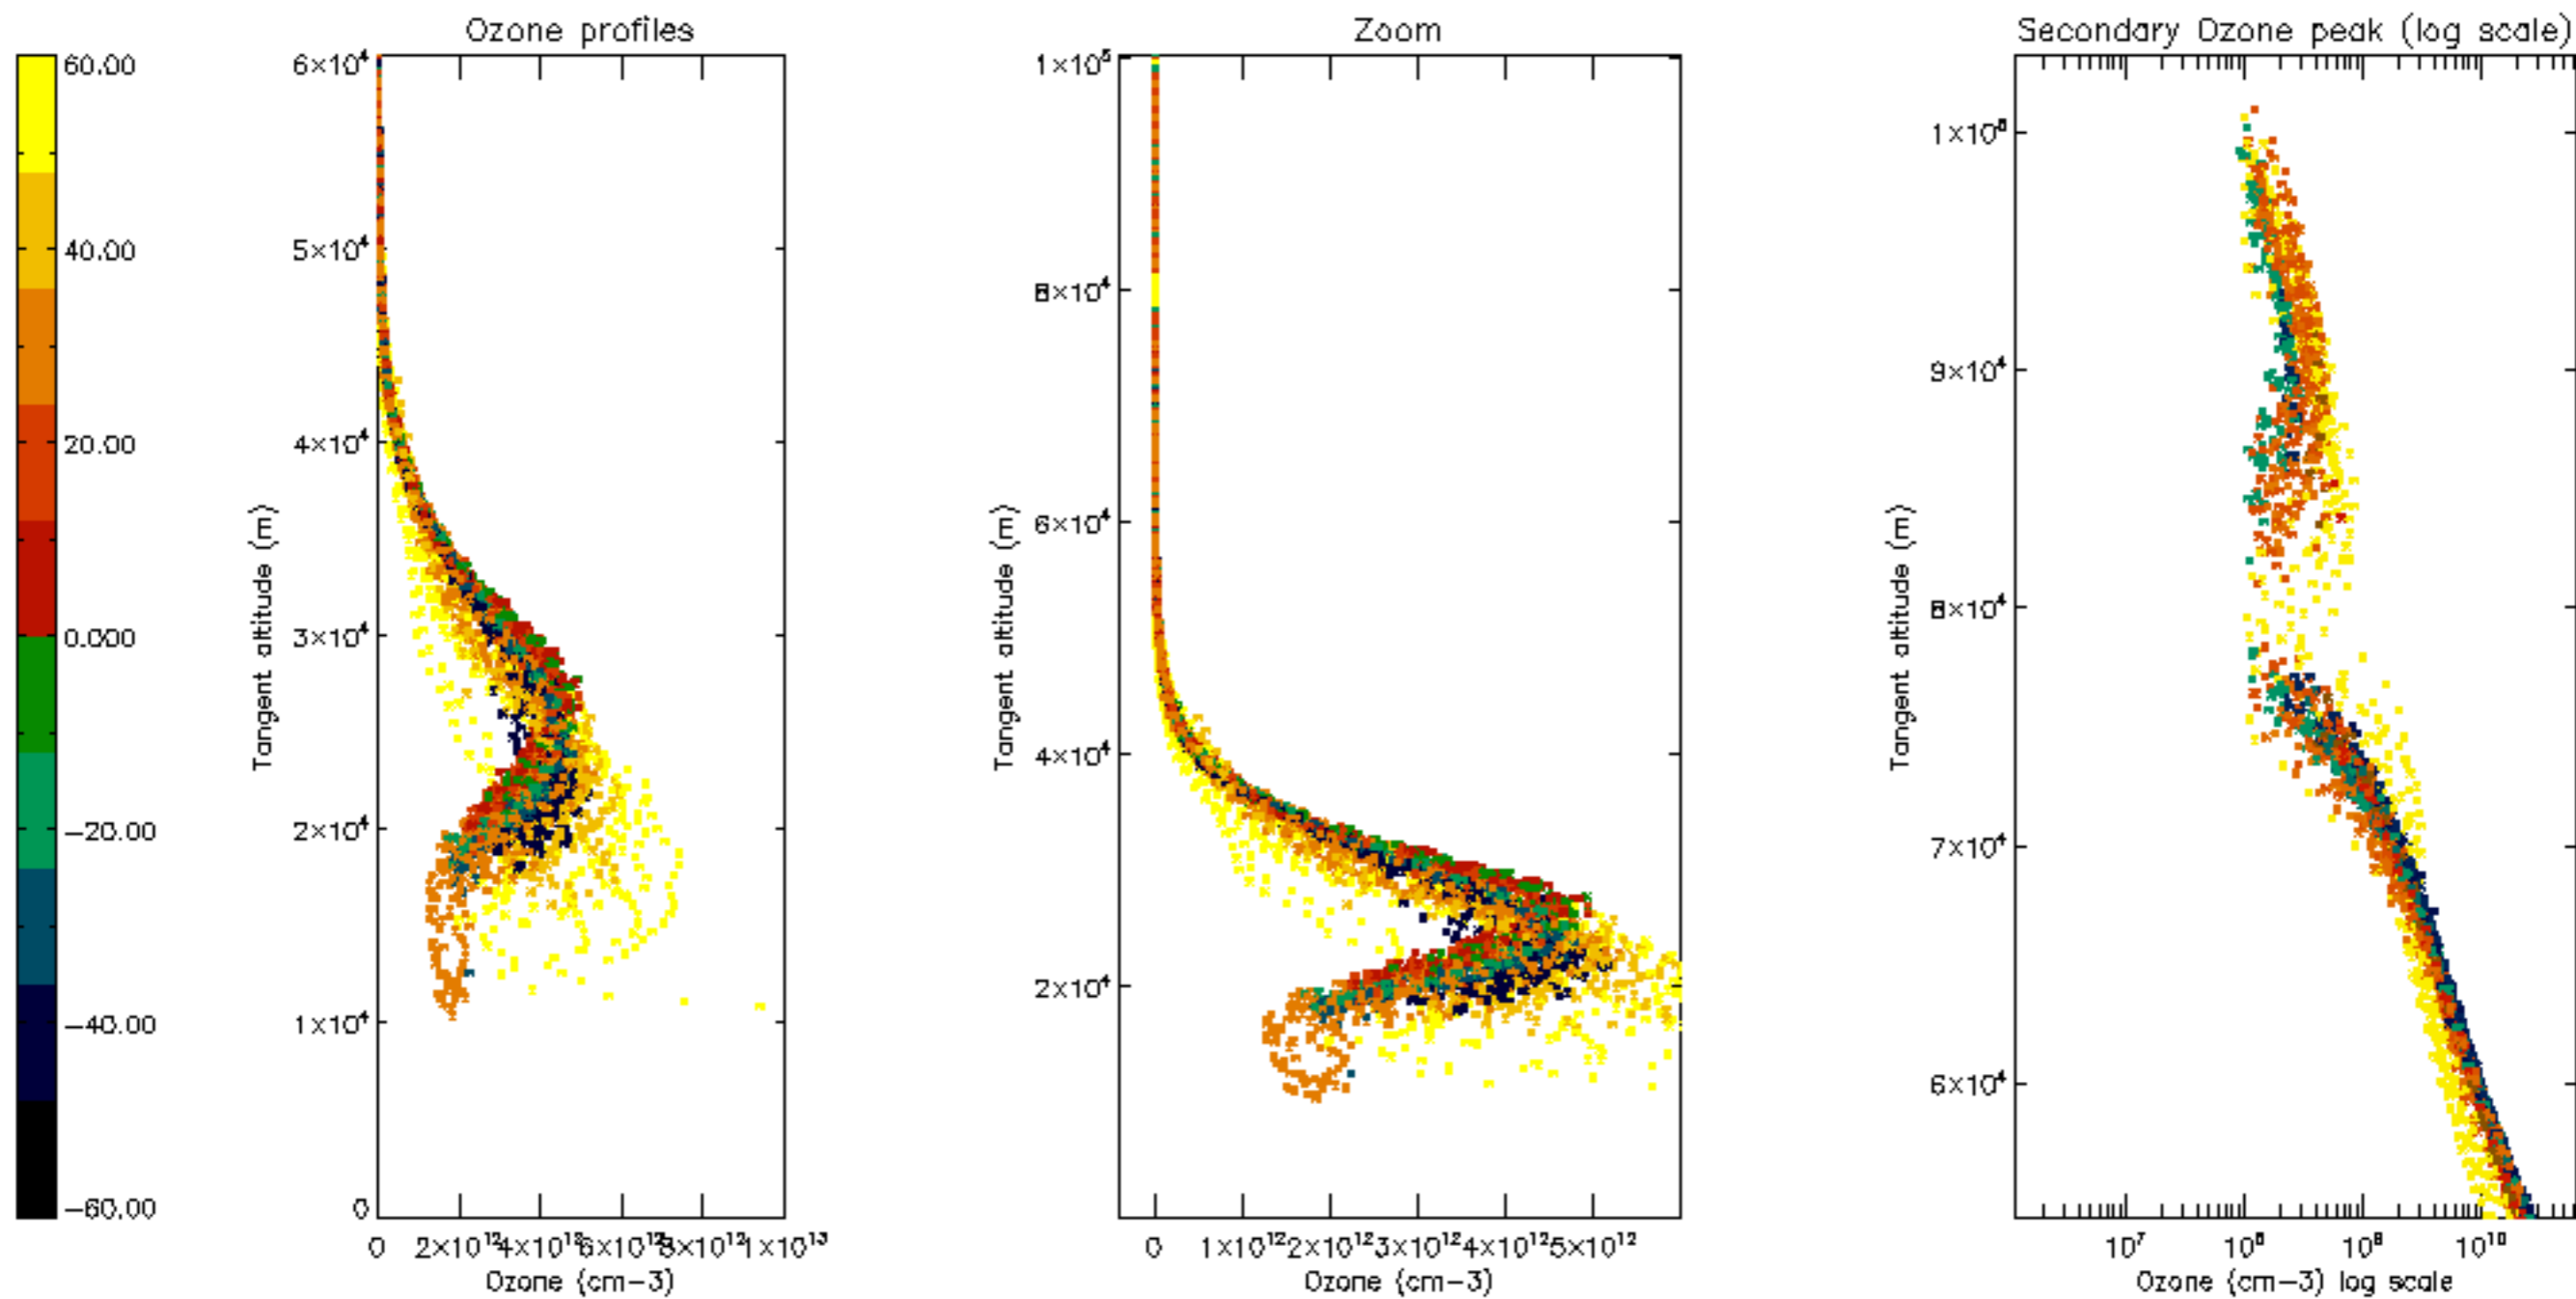 Ozone profiles
Zoom
Secondary Ozone peak (log scale)
60.00
40.00
20.00
0.000
−20.00
−40.00
−60.00
6×10⁴
5×10⁴
4×10⁴
3×10⁴
2×10⁴
1×10⁴
0
Tangent altitude (m)
0 2×10¹² 4×10¹² 6×10¹² 8×10¹² 1×10¹³
Ozone (cm−3)
1×10⁵
8×10⁴
6×10⁴
4×10⁴
2×10⁴
Tangent altitude (m)
0 1×10¹² 2×10¹² 3×10¹² 4×10¹² 5×10¹²
Ozone (cm−3)
1×10⁵
9×10⁴
8×10⁴
7×10⁴
6×10⁴
Tangent altitude (m)
10⁷ 10⁸ 10⁹ 10¹⁰
Ozone (cm−3) log scale